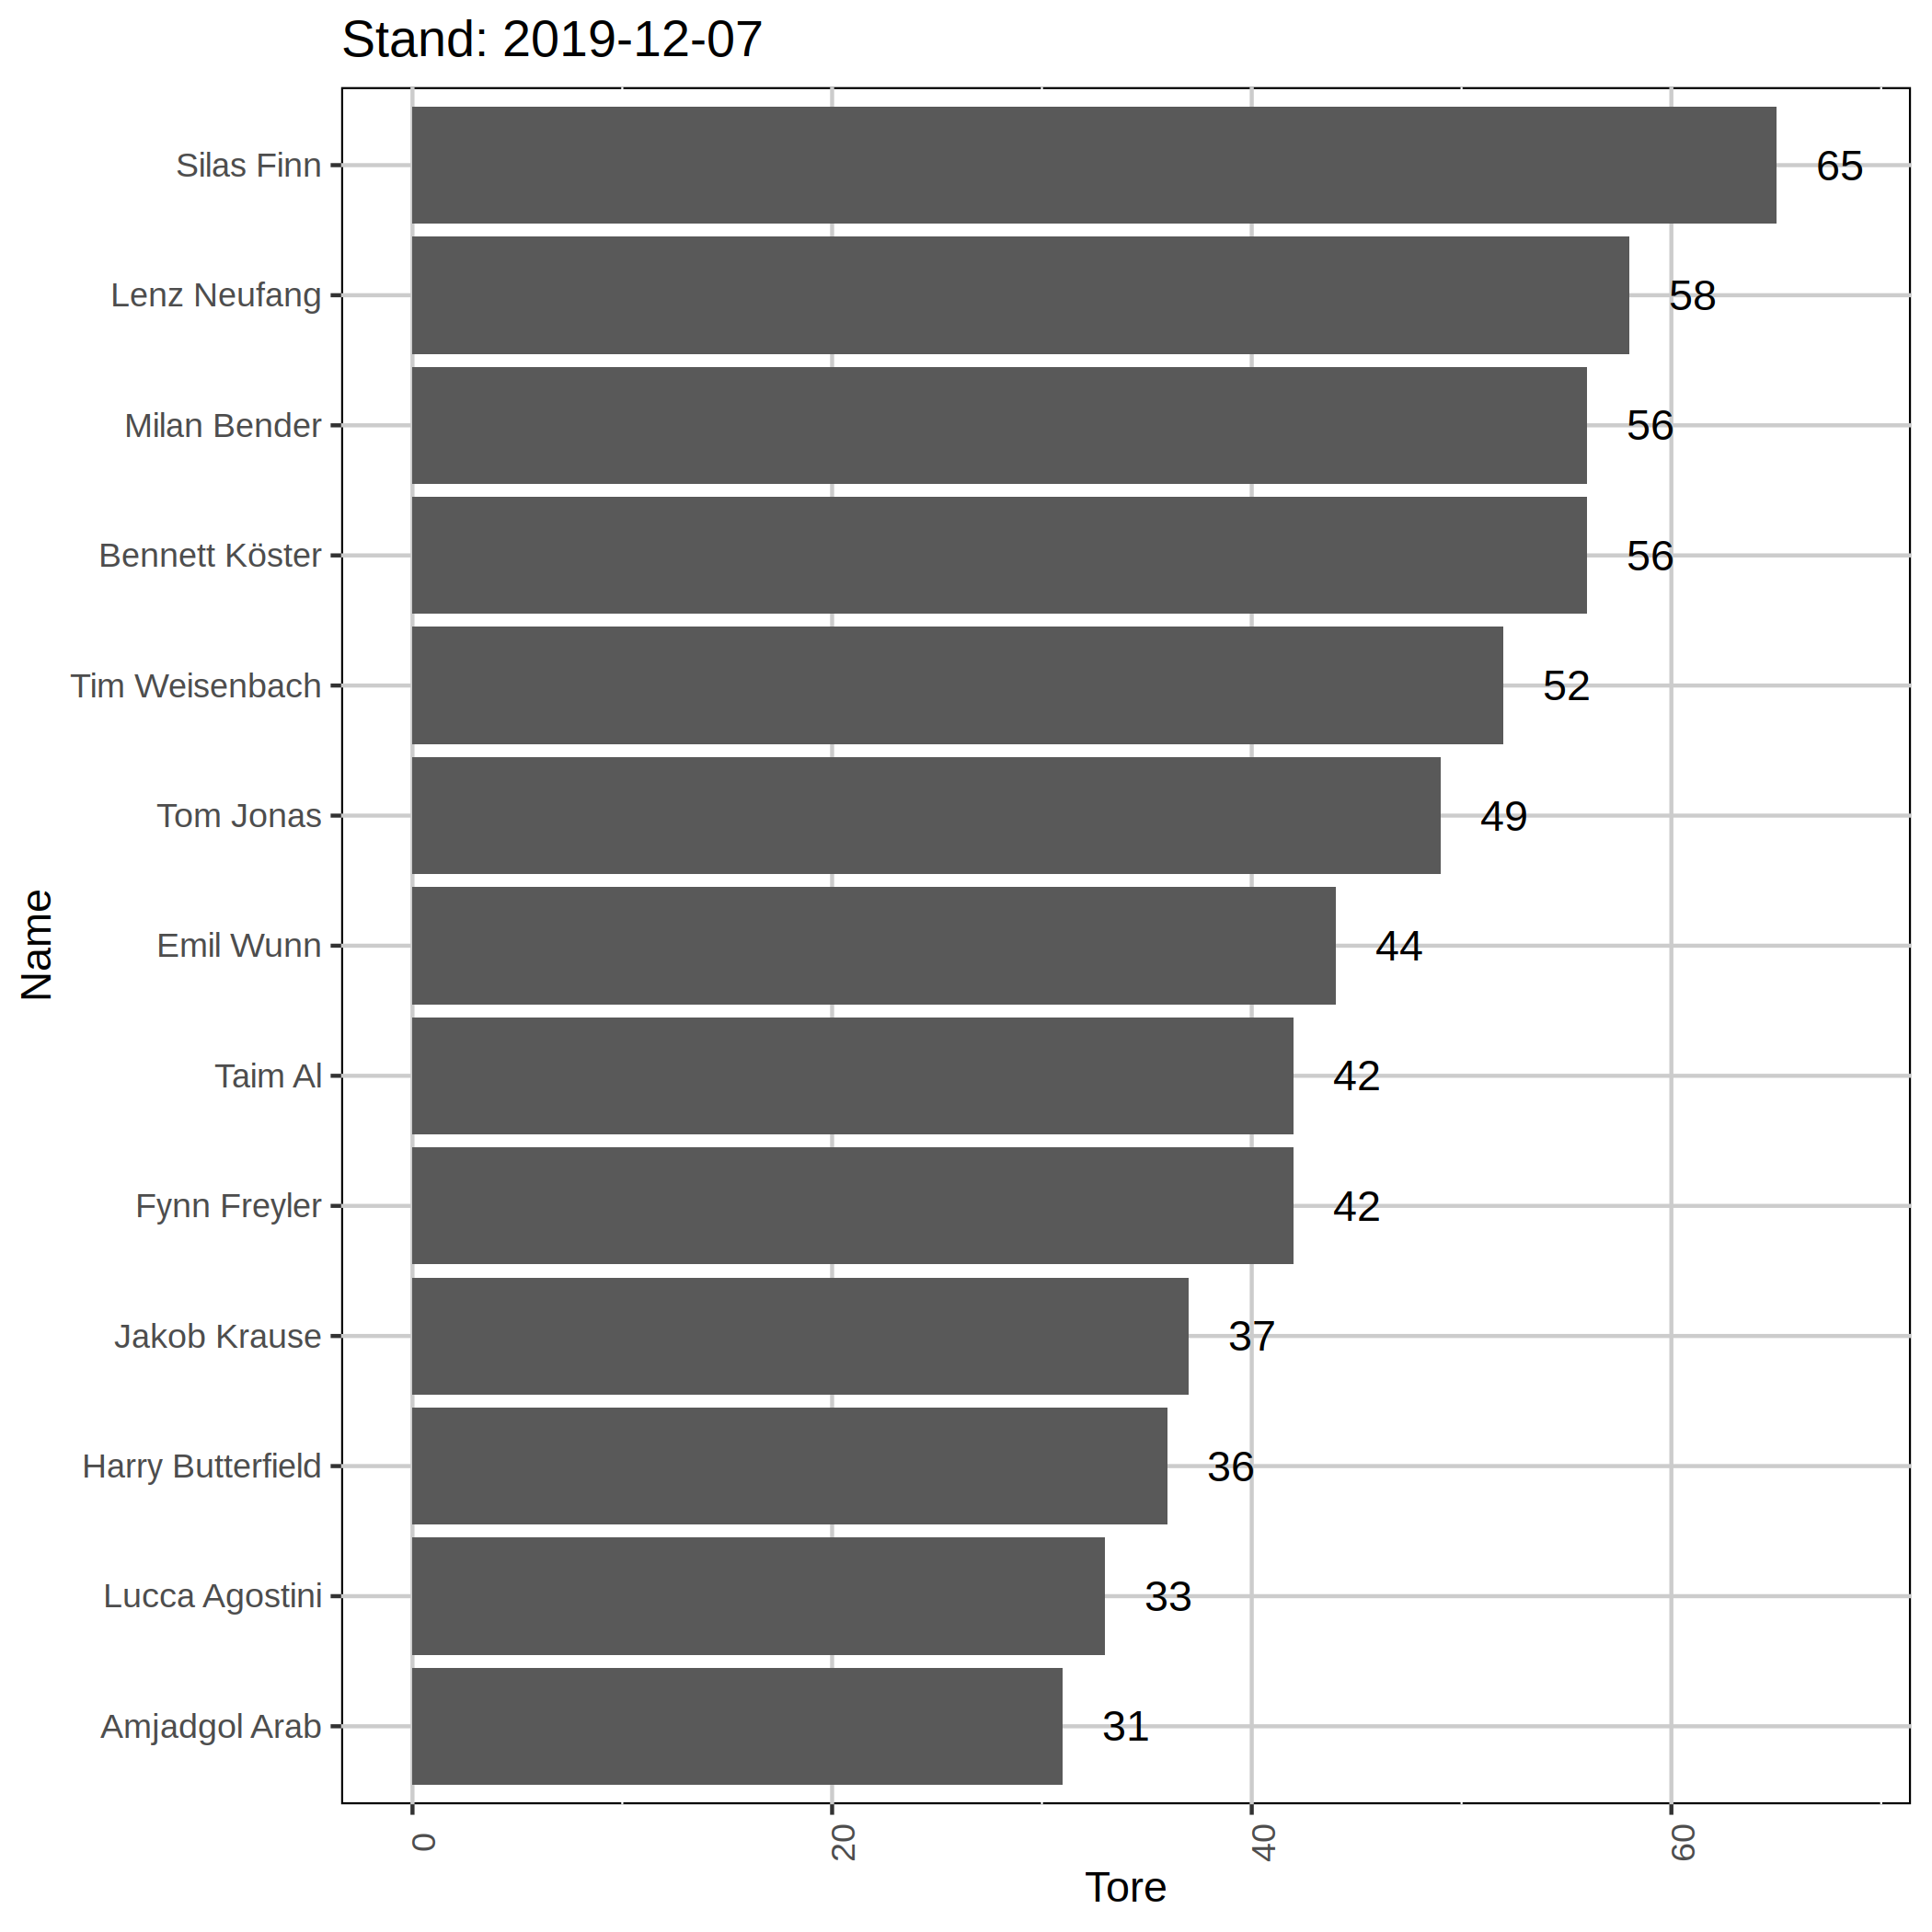 Stand: 2019-12-07
Silas Finn 65
Lenz Neufang 58
Milan Bender 56
Bennett Köster 56
Tim Weisenbach 52
Tom Jonas 49
Emil Wunn 44
Taim Al 42
Fynn Freyler 42
Jakob Krause 37
Harry Butterfield 36
Lucca Agostini 33
Amjadgol Arab 31
Name
0 20 40 60
Tore